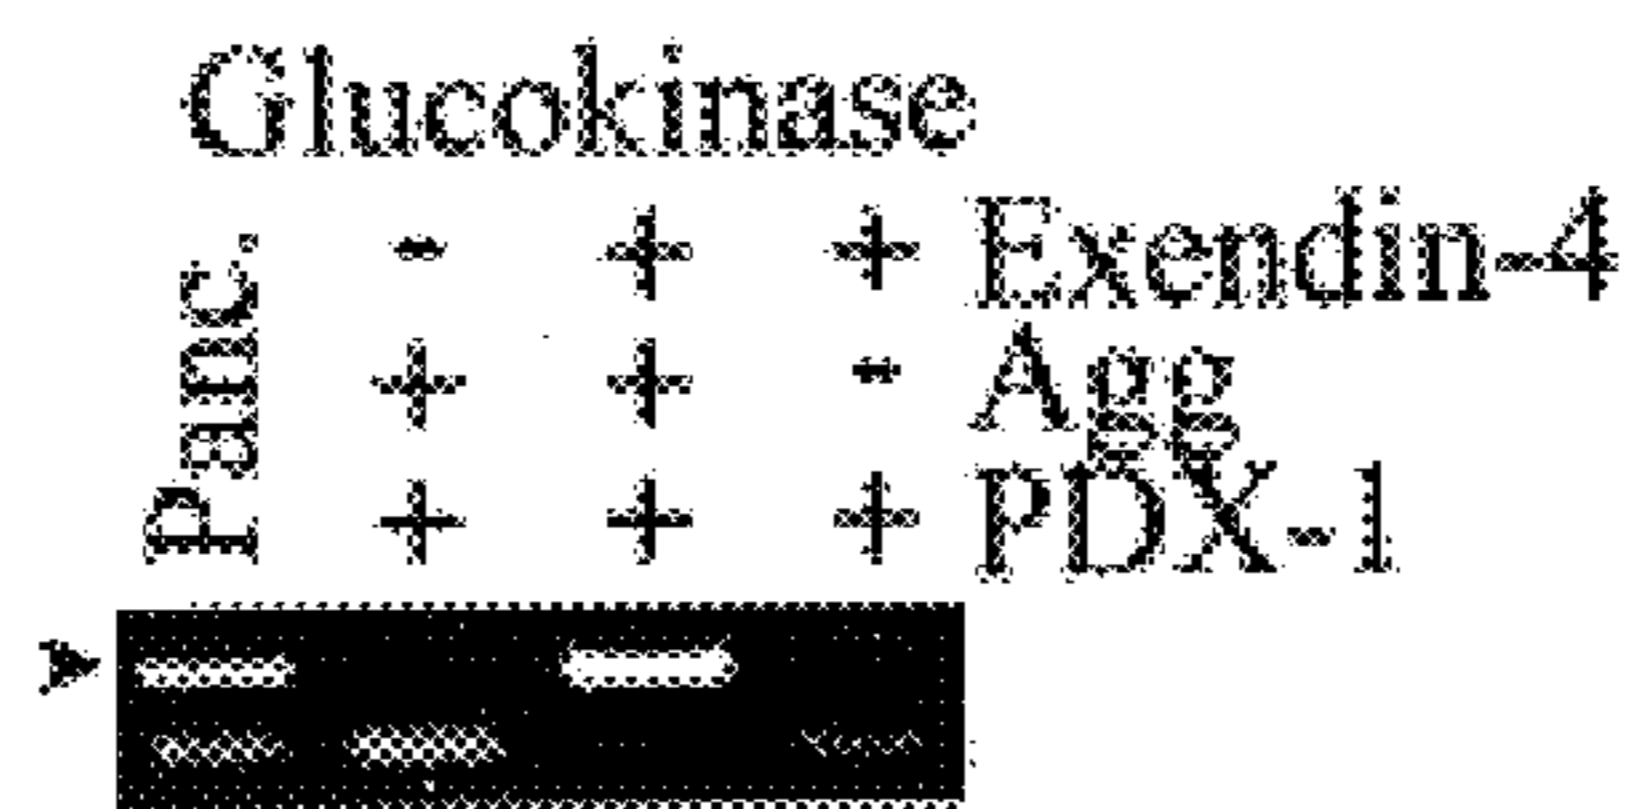 Glucokinase
Panc.
- + + Exendin-4
+ + - Agg
+ + + PDX-1